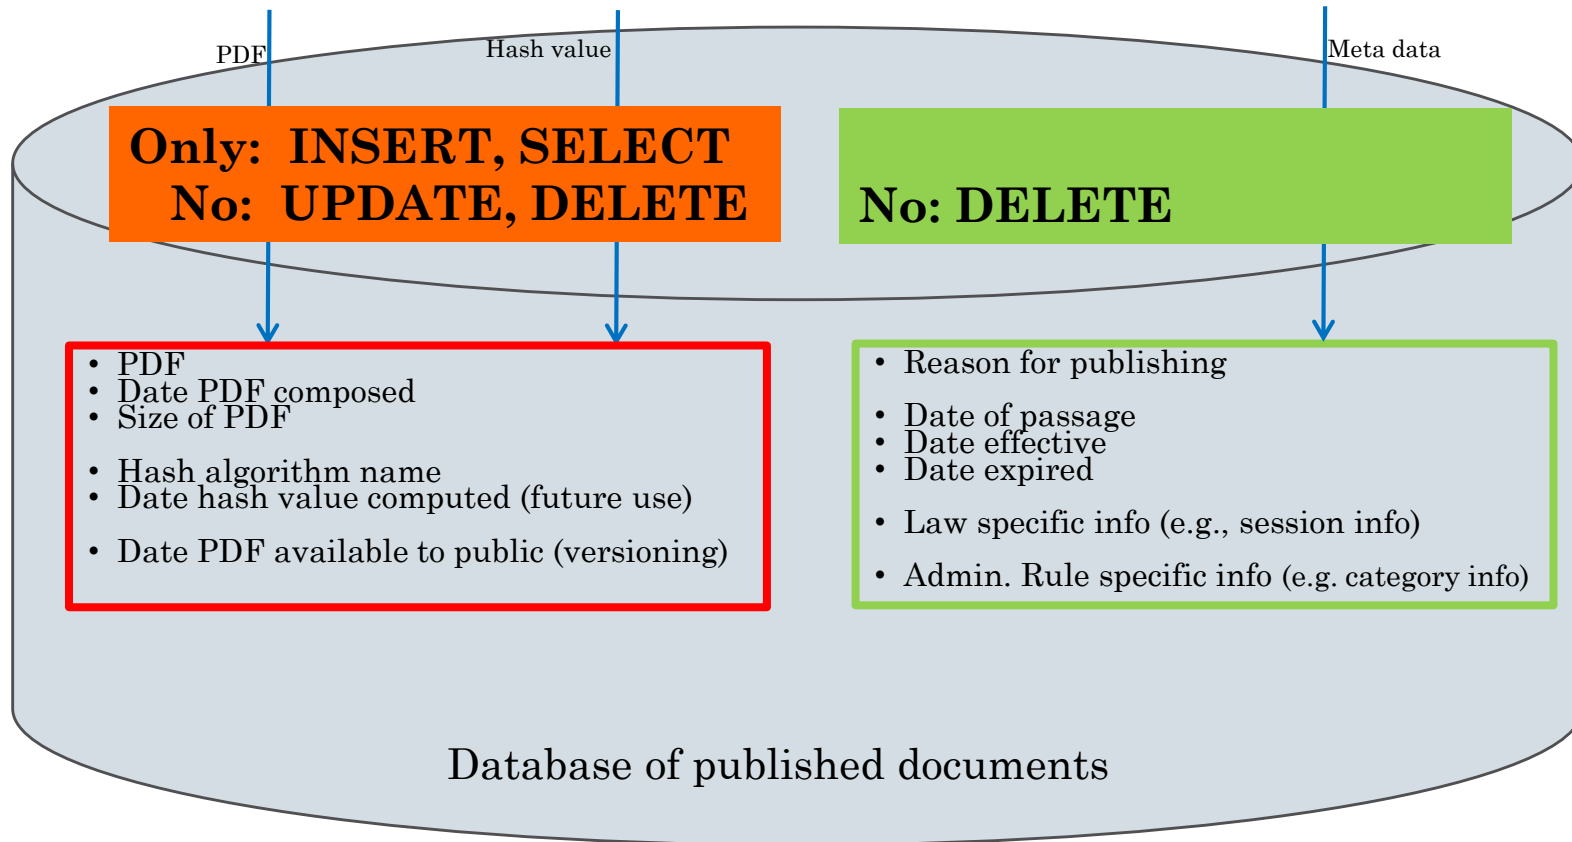 PDF
Hash value
Meta data
Only: INSERT, SELECT
No: UPDATE, DELETE
No: DELETE
• PDF
• Date PDF composed
• Size of PDF
• Hash algorithm name
• Date hash value computed (future use)
• Date PDF available to public (versioning)
• Reason for publishing
• Date of passage
• Date effective
• Date expired
• Law specific info (e.g., session info)
• Admin. Rule specific info (e.g. category info)
Database of published documents